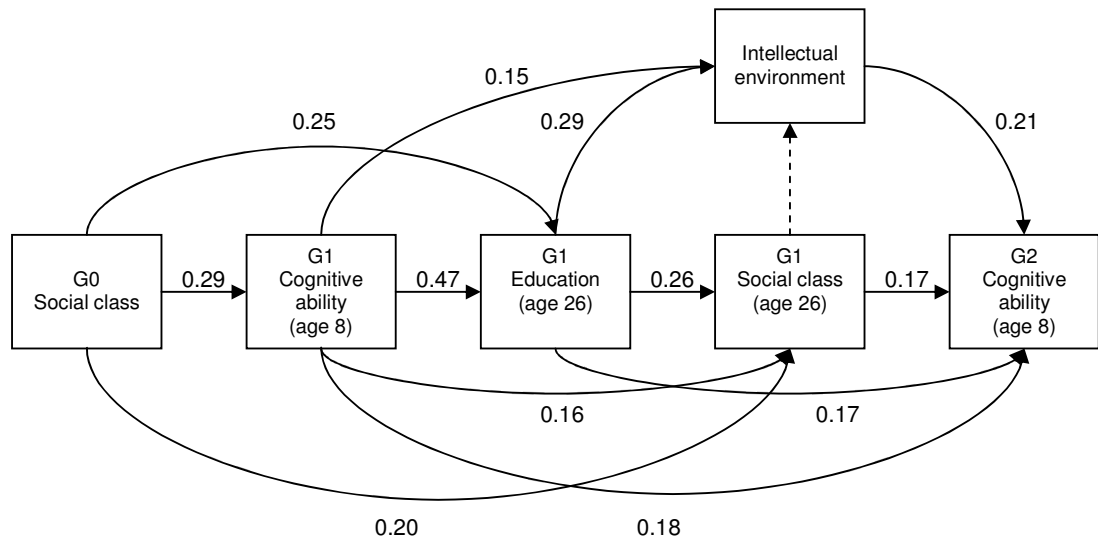 Intellectual
environment
0.15
0.25
0.29
0.21
G0
Social class
0.29
G1
Cognitive
ability
(age 8)
0.47
G1
Education
(age 26)
0.26
G1
Social class
(age 26)
0.17
G2
Cognitive
ability
(age 8)
0.16
0.17
0.20
0.18